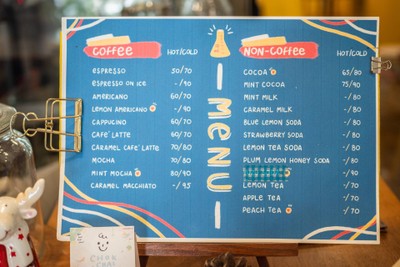 COFFEE HOT/COLD
ESPRESSO 50/70
ESPRESSO ON ICE -/90
AMERICANO 60/70
LEMON AMERICANO -/90
CAPPUCINO 60/70
CAFE' LATTE 60/70
CARAMEL CAFE' LATTE 70/80
MOCHA 70/80
MINT MOCHA 80/90
CARAMEL MACCHIATO -/95
MENU
NON-COFFEE HOT/COLD
COCOA 65/80
MINT COCOA 75/90
MINT MILK -/80
CARAMEL MILK -/80
BLUE LEMON SODA -/80
STRAWBERRY SODA -/80
LEMON TEA SODA -/80
PLUM LEMON HONEY SODA -/80
-/90
LEMON TEA -/70
APPLE TEA -/70
PEACH TEA -/70